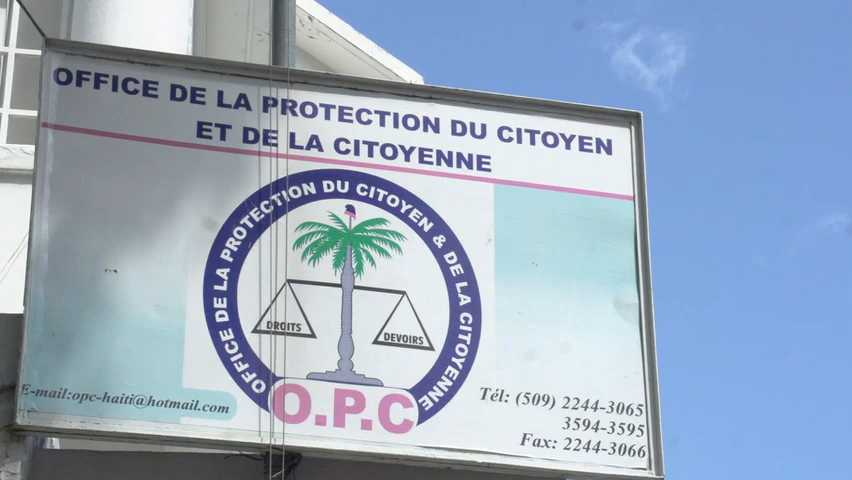 OFFICE DE LA PROTECTION DU CITOYEN
ET DE LA CITOYENNE
OFFICE DE LA PROTECTION DU CITOYEN & DE LA CITOYENNE
DROITS
DEVOIRS
O.P.C
E-mail:opc-haiti@hotmail.com
Tél: (509) 2244-3065
3594-3595
Fax: 2244-3066